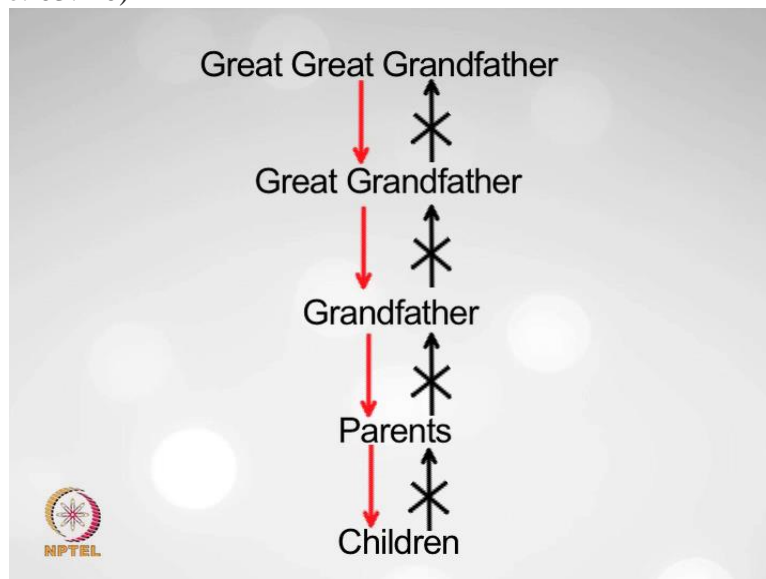 Great Great Grandfather
Great Grandfather
Grandfather
Parents
Children
NPTEL